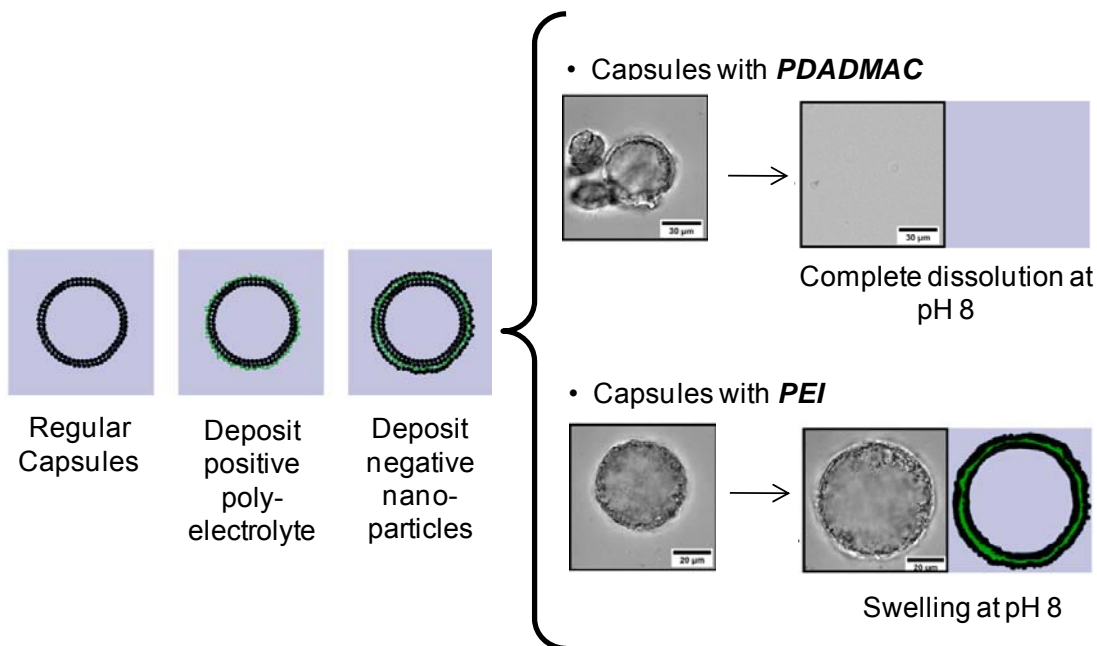 Regular
Capsules
Deposit
positive
poly-
electrolyte
Deposit
negative
nano-
particles
• Capsules with PDADMAC
30 µm
30 µm
Complete dissolution at
pH 8
• Capsules with PEI
20 µm
20 µm
Swelling at pH 8